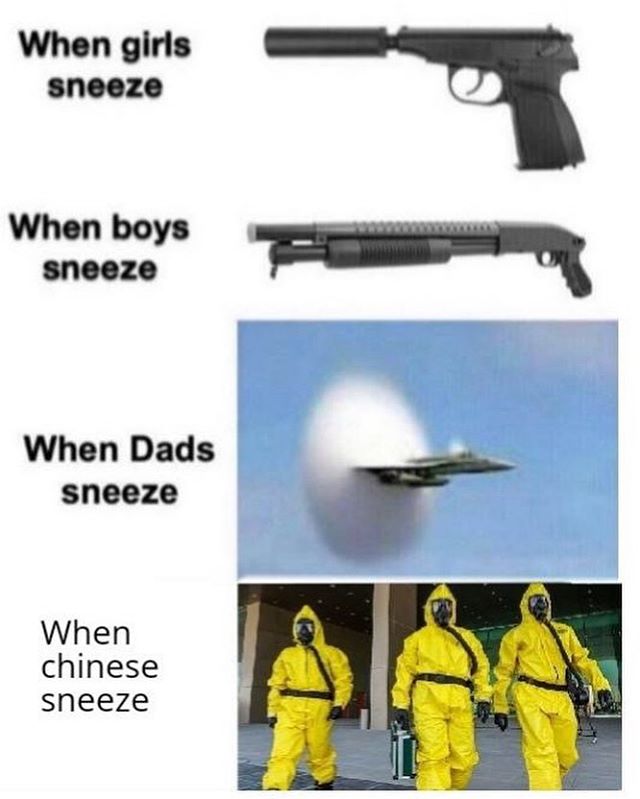 When girls
sneeze
When boys
sneeze
When Dads
sneeze
When
chinese
sneeze